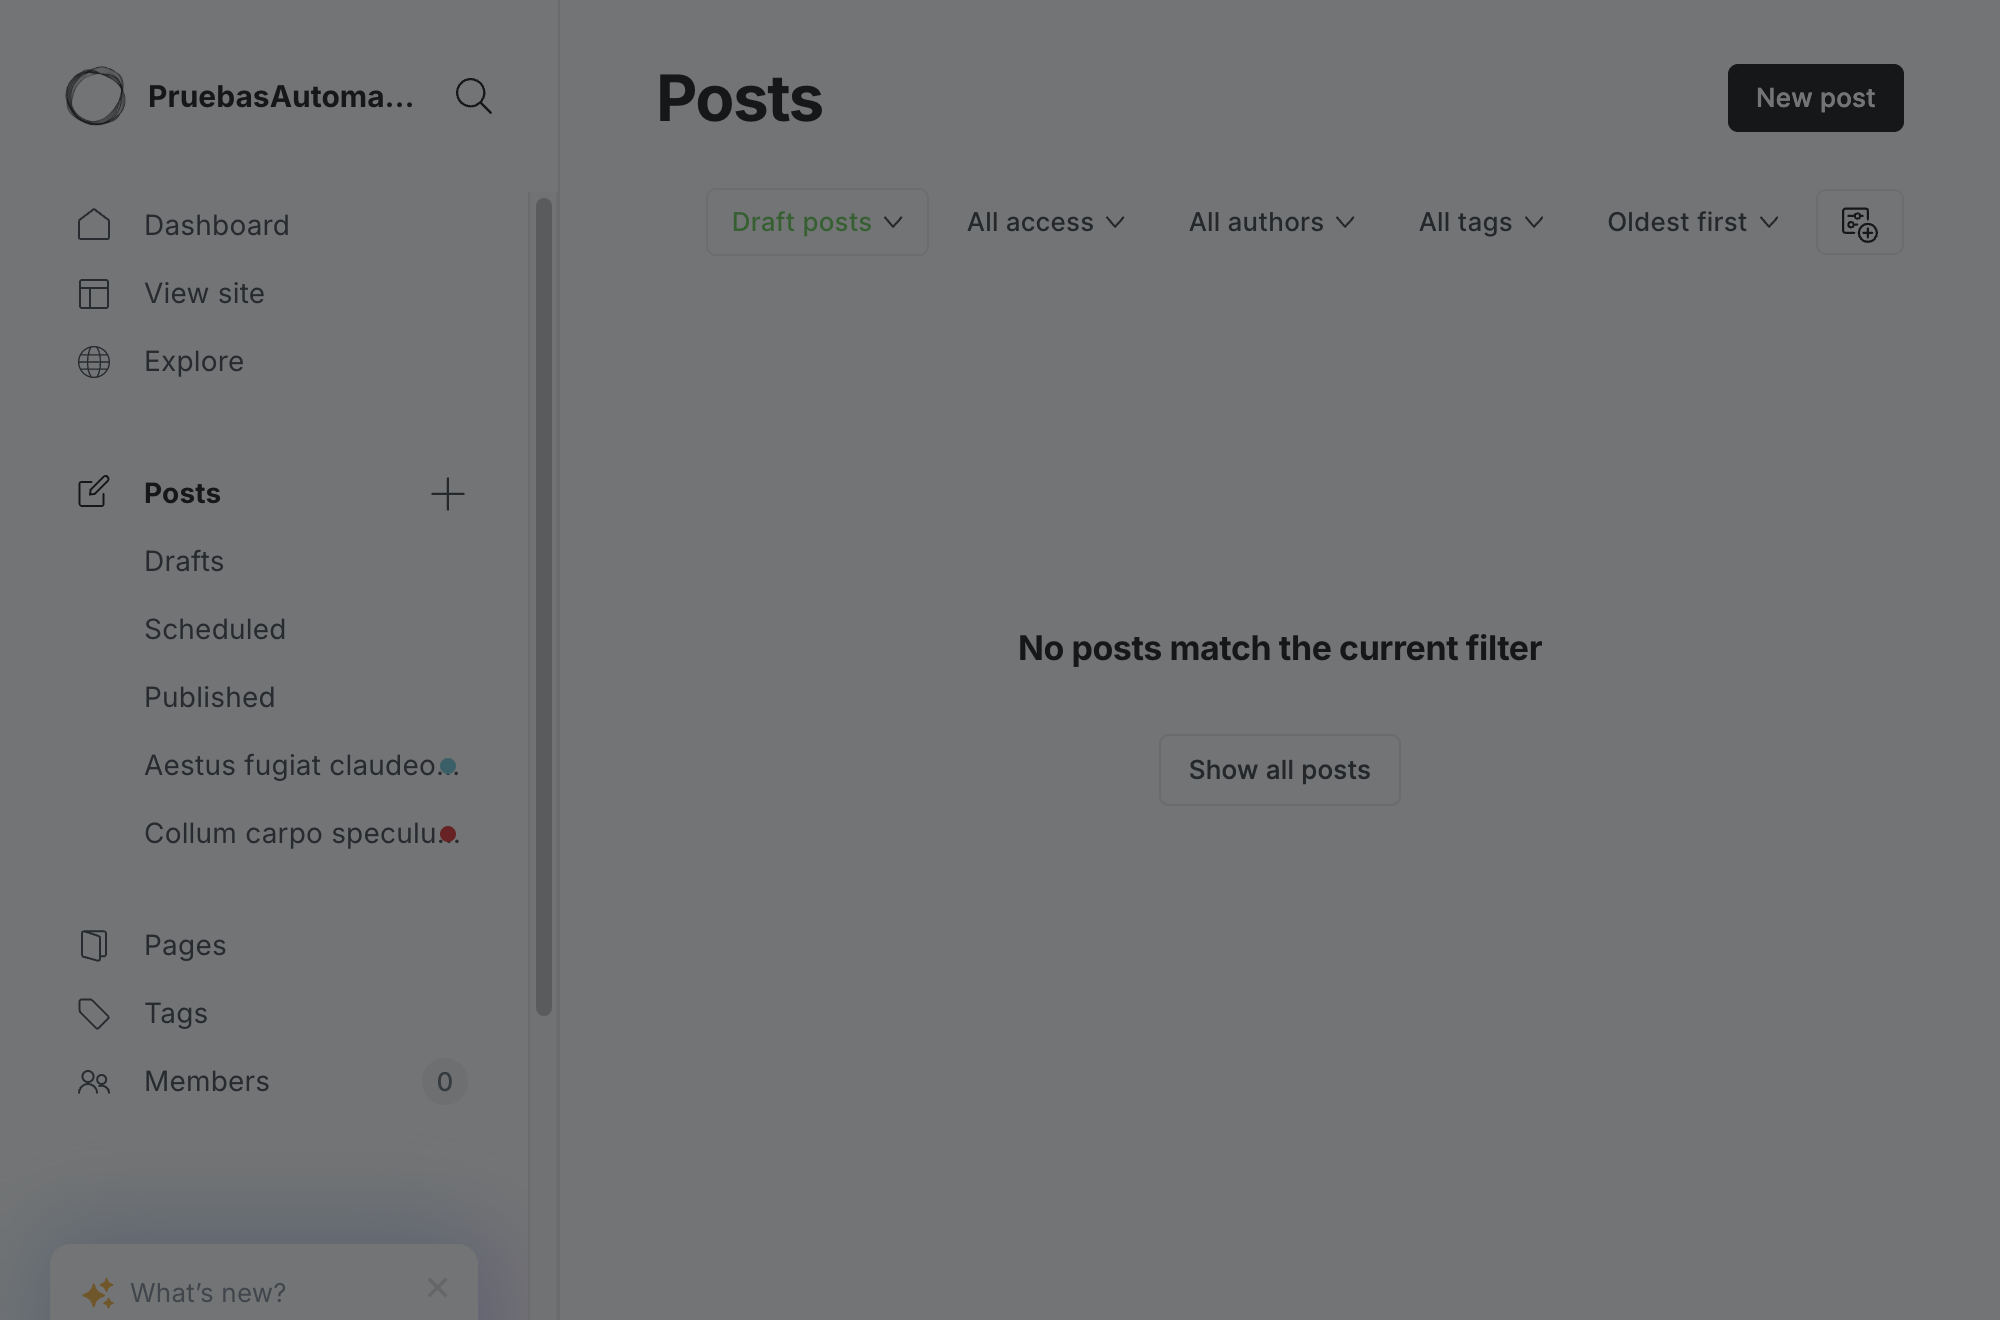 PruebasAutoma...
Dashboard
View site
Explore
Posts
Drafts
Scheduled
Published
Aestus fugiat claudeo...
Collum carpo speculu...
Pages
Tags
Members
0
What's new?
Posts
New post
Draft posts
All access
All authors
All tags
Oldest first
No posts match the current filter
Show all posts